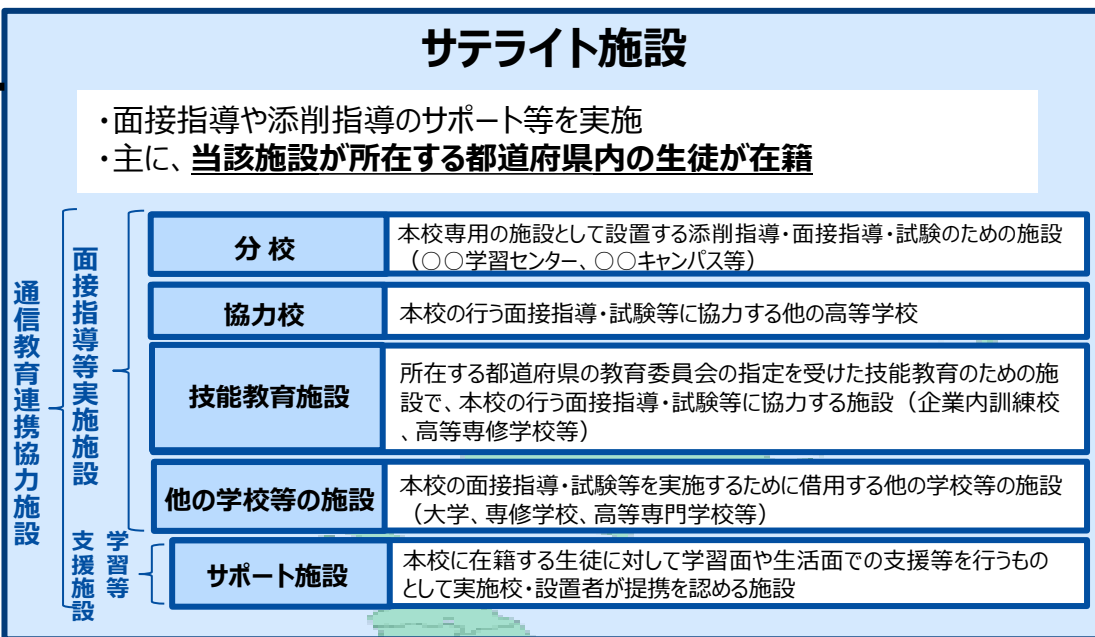 サテライト施設
・面接指導や添削指導のサポート等を実施
・主に、当該施設が所在する都道府県内の生徒が在籍
通信教育連携協力施設
面接指導等実施施設
分校
本校専用の施設として設置する添削指導・面接指導・試験のための施設
（○○学習センター、○○キャンパス等）
協力校
本校の行う面接指導・試験等に協力する他の高等学校
技能教育施設
所在する都道府県の教育委員会の指定を受けた技能教育のための施
設で、本校の行う面接指導・試験等に協力する施設（企業内訓練校
、高等専修学校等）
他の学校等の施設
本校の面接指導・試験等を実施するために借用する他の学校等の施設
（大学、専修学校、高等専門学校等）
学習等
支援施設
サポート施設
本校に在籍する生徒に対して学習面や生活面での支援等を行うもの
として実施校・設置者が提携を認める施設